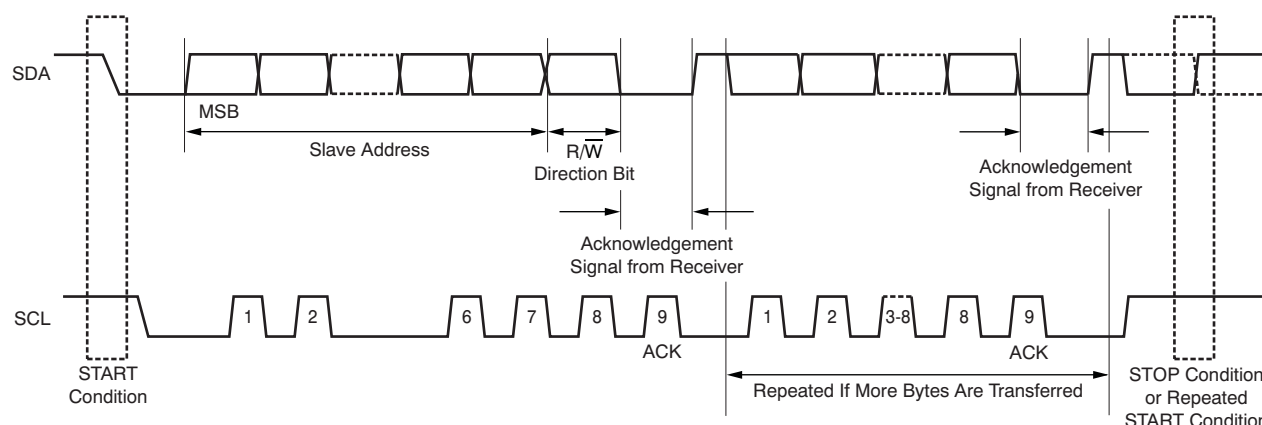 SDA
MSB
Slave Address
R/W̅
Direction Bit
Acknowledgement
Signal from Receiver
Acknowledgement
Signal from Receiver
SCL
1
2
6
7
8
9
1
2
3-8
8
9
ACK
ACK
START
Condition
Repeated If More Bytes Are Transferred
STOP Condition
or Repeated
START Condition